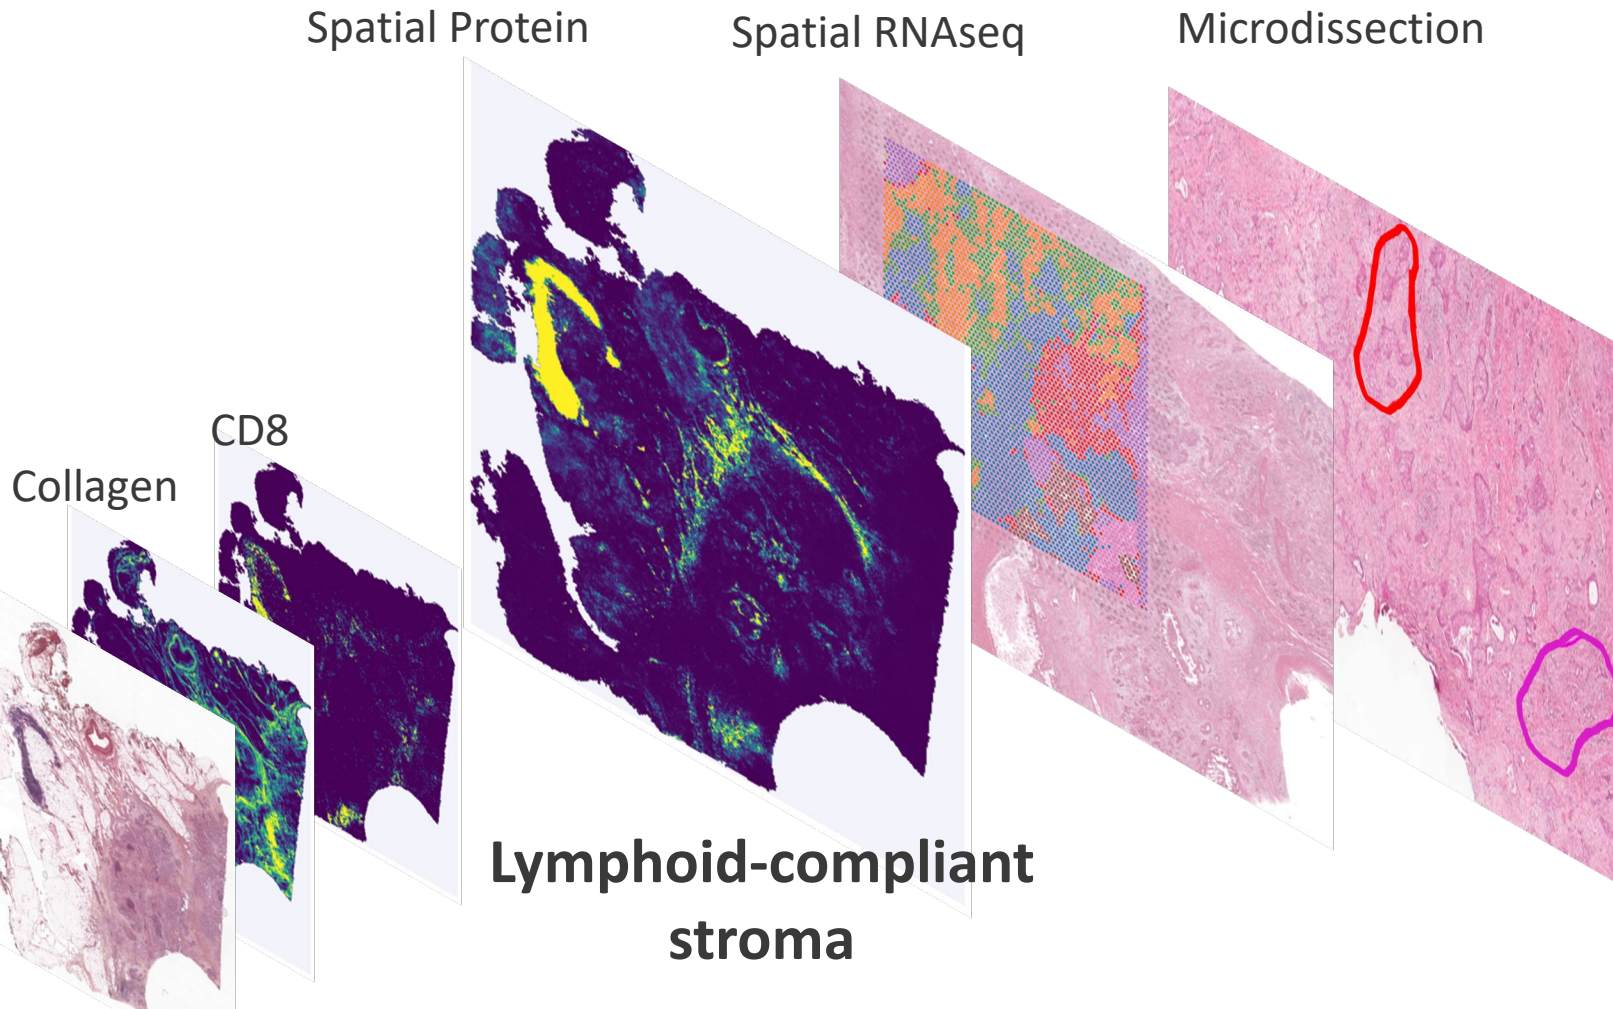 Spatial Protein
Spatial RNAseq
Microdissection
CD8
Collagen
Lymphoid-compliant
stroma